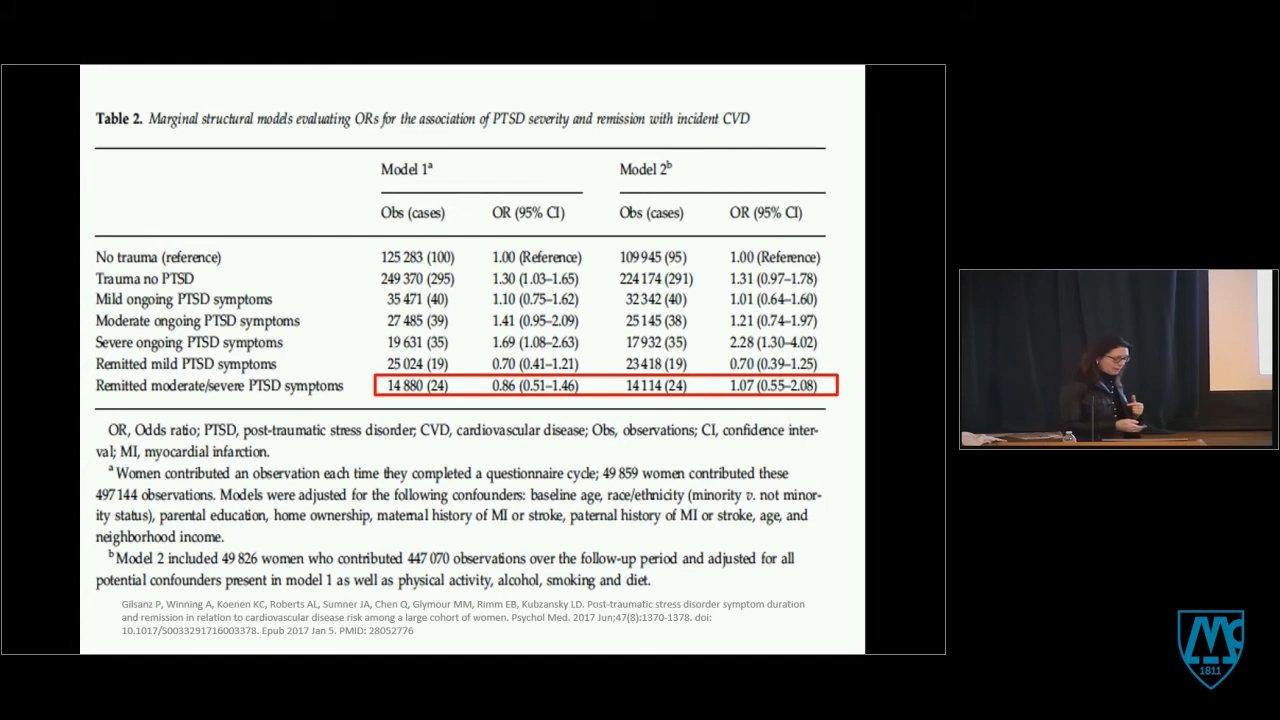 Table 2. Marginal structural models evaluating ORs for the association of PTSD severity and remission with incident CVD
Model 1a Model 2b
Obs (cases) OR (95% CI) Obs (cases) OR (95% CI)
No trauma (reference) 125 283 (100) 1.00 (Reference) 109 945 (95) 1.00 (Reference)
Trauma no PTSD 249 370 (295) 1.30 (1.03–1.65) 224 174 (291) 1.31 (0.97–1.78)
Mild ongoing PTSD symptoms 35 471 (40) 1.10 (0.75–1.62) 32 342 (40) 1.01 (0.64–1.60)
Moderate ongoing PTSD symptoms 27 485 (39) 1.41 (0.95–2.09) 25 145 (38) 1.21 (0.74–1.97)
Severe ongoing PTSD symptoms 19 631 (35) 1.69 (1.08–2.63) 17 932 (35) 2.28 (1.30–4.02)
Remitted mild PTSD symptoms 25 024 (19) 0.70 (0.41–1.21) 23 418 (19) 0.70 (0.39–1.25)
Remitted moderate/severe PTSD symptoms 14 880 (24) 0.86 (0.51–1.46) 14 114 (24) 1.07 (0.55–2.08)
OR, Odds ratio; PTSD, post-traumatic stress disorder; CVD, cardiovascular disease; Obs, observations; CI, confidence inter-
val; MI, myocardial infarction.
a Women contributed an observation each time they completed a questionnaire cycle; 49 859 women contributed these
497 144 observations. Models were adjusted for the following confounders: baseline age, race/ethnicity (minority v. not minor-
ity status), parental education, home ownership, maternal history of MI or stroke, paternal history of MI or stroke, age, and
neighborhood income.
b Model 2 included 49 826 women who contributed 447 070 observations over the follow-up period and adjusted for all
potential confounders present in model 1 as well as physical activity, alcohol, smoking and diet.
Gilsanz P, Winning A, Koenen KC, Roberts AL, Sumner JA, Chen Q, Glymour MM, Rimm EB, Kubzansky LD. Post-traumatic stress disorder symptom duration
and remission in relation to cardiovascular disease risk among a large cohort of women. Psychol Med. 2017 Jun;47(8):1370-1378. doi:
10.1017/S0033291716003378. Epub 2017 Jan 5. PMID: 28052776
1811